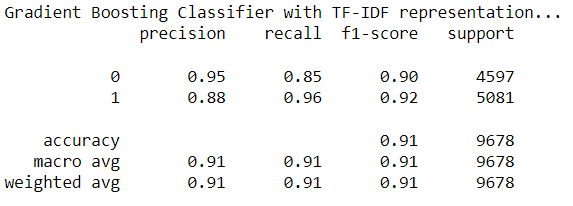 Gradient Boosting Classifier with TF-IDF representation...
precision recall f1-score support
0 0.95 0.85 0.90 4597
1 0.88 0.96 0.92 5081
accuracy 0.91 9678
macro avg 0.91 0.91 0.91 9678
weighted avg 0.91 0.91 0.91 9678